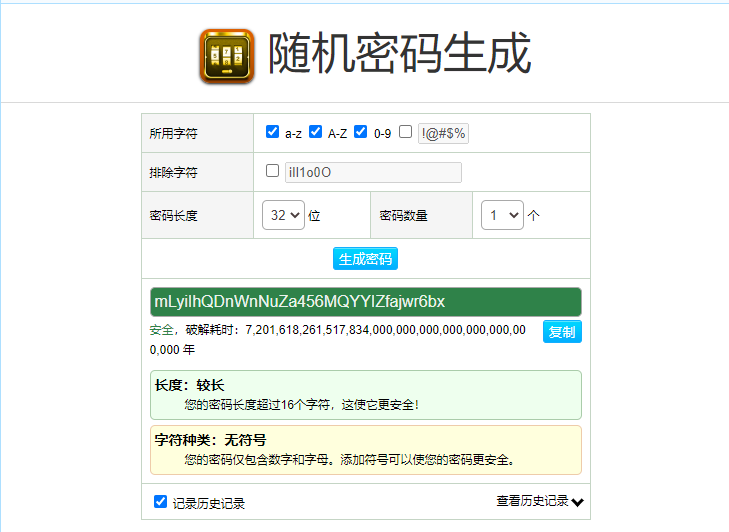 随机密码生成
所用字符 a-z A-Z 0-9 !@#$%
排除字符 iIl1o0O
密码长度 32 位 密码数量 1 个
生成密码
mLyiIhQDnWnNuZa456MQYYIZfajwr6bx
安全，破解耗时：7,201,618,261,517,834,000,000,000,000,000,000,00
0,000 年
复制
长度：较长
您的密码长度超过16个字符，这使它更安全！
字符种类：无符号
您的密码仅包含数字和字母。添加符号可以使您的密码更安全。
记录历史记录 查看历史记录